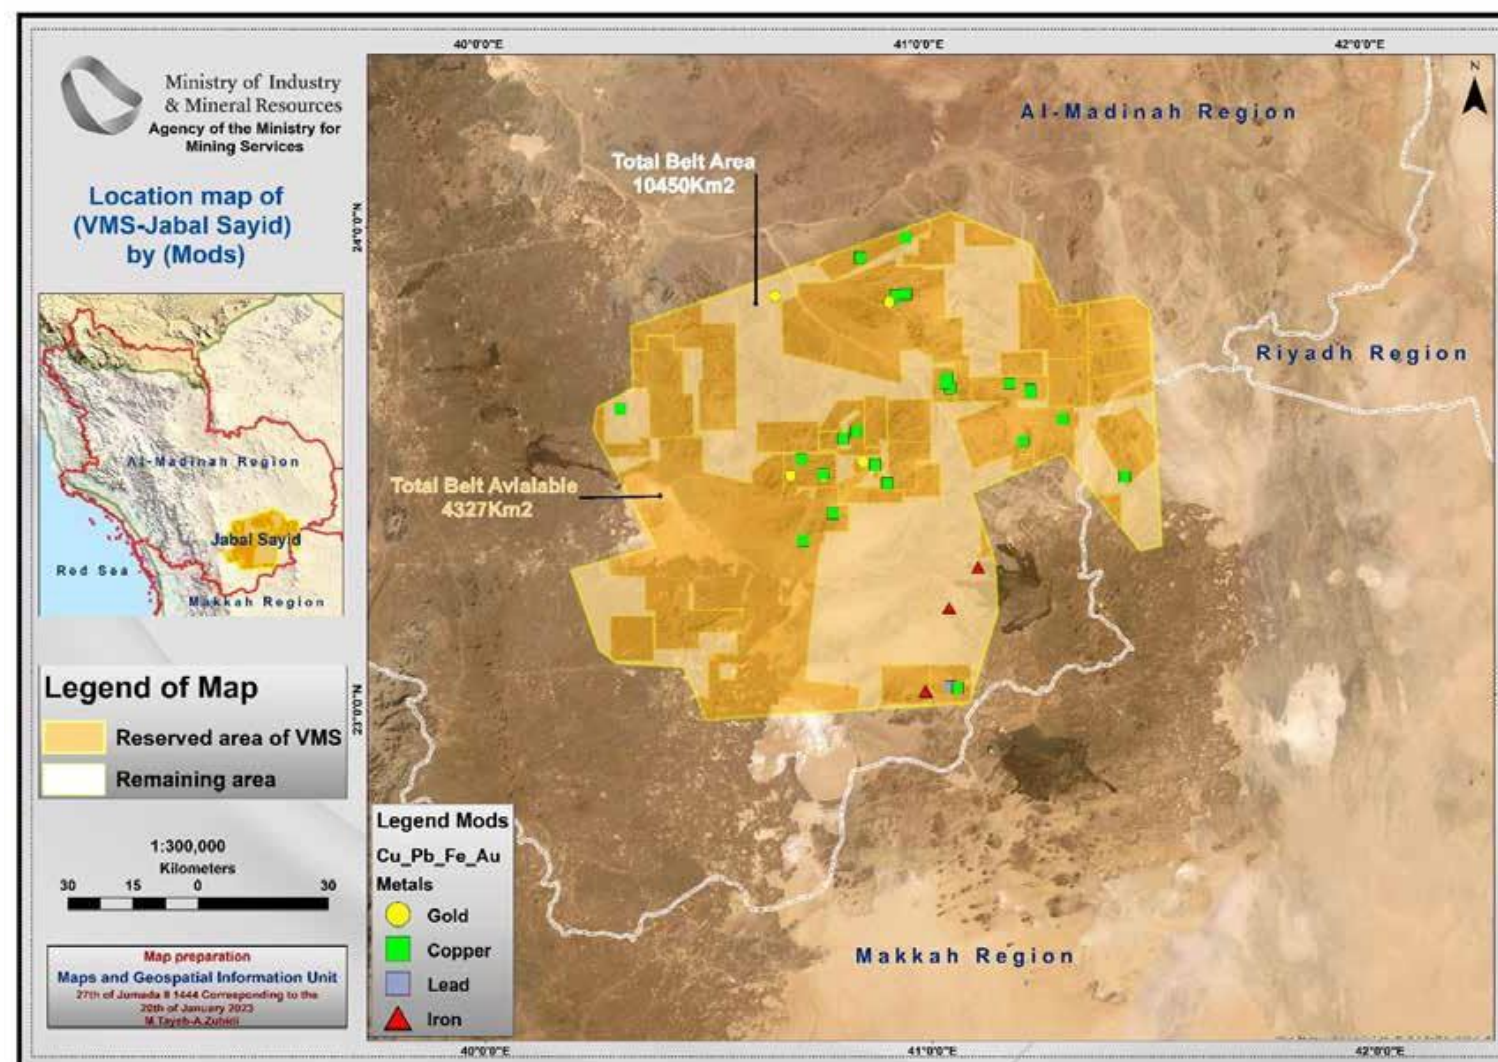 Ministry of Industry
& Mineral Resources
Agency of the Ministry for
Mining Services
Location map of
(VMS-Jabal Sayid)
by (Mods)
Al-Madinah Region
Jabal Sayid
Red Sea
Makkah Region
Legend of Map
Reserved area of VMS
Remaining area
1:300,000
Kilometers
30 15 0 30
Map preparation
Maps and Geospatial Information Unit
27th of Jumada II 1444 Corresponding to the
20th of January 2023
M.Tayeb-A.Zubidi
40°0'0"E 41°0'0"E 42°0'0"E
N
Al-Madinah Region
Total Belt Area
10450Km2
24°0'0"N
Riyadh Region
Total Belt Avialable
4327Km2
23°0'0"N
Legend Mods
Cu_Pb_Fe_Au
Metals
Gold
Copper
Lead
Iron
Makkah Region
40°0'0"E 41°0'0"E 42°0'0"E